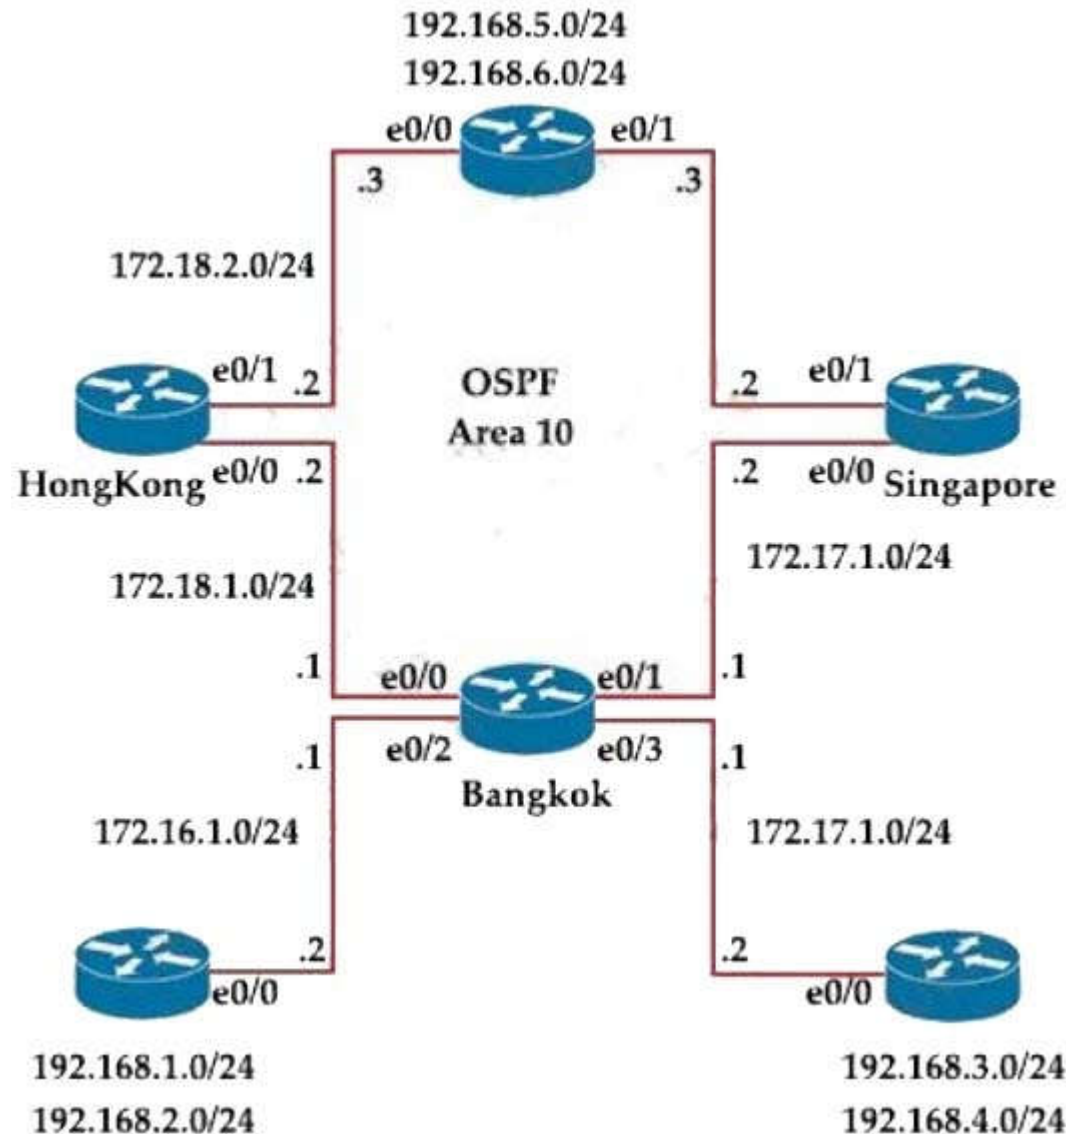 192.168.5.0/24
192.168.6.0/24
e0/0
e0/1
.3
.3
172.18.2.0/24
e0/1
.2
OSPF
Area 10
.2
e0/1
HongKong
e0/0
.2
.2
e0/0
Singapore
172.18.1.0/24
172.17.1.0/24
.1
e0/0
e0/1
.1
.1
e0/2
e0/3
.1
Bangkok
172.16.1.0/24
172.17.1.0/24
.2
.2
e0/0
e0/0
192.168.1.0/24
192.168.2.0/24
192.168.3.0/24
192.168.4.0/24